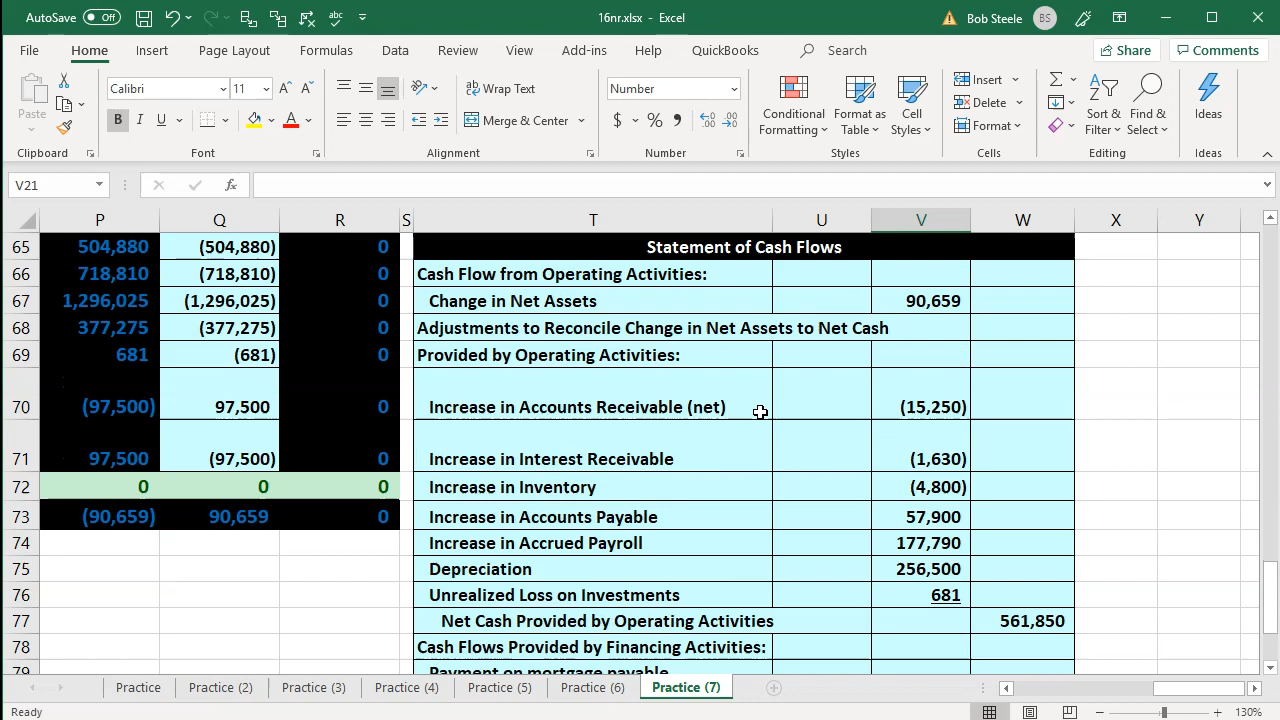 AutoSave Off 16nr.xlsx - Excel Bob Steele BS
File Home Insert Page Layout Formulas Data Review View Add-ins Help QuickBooks Search Share Comments
Paste Calibri 11 Wrap Text Number Conditional Formatting Format as Table Cell Styles Insert Sort & Filter Find & Select Ideas
B I U A Merge & Center $ % Delete Format
Clipboard Font Alignment Number Styles Cells Editing Ideas
V21 fx
P Q R S T U V W X Y
65 504,880 (504,880) 0 Statement of Cash Flows
66 718,810 (718,810) 0 Cash Flow from Operating Activities:
67 1,296,025 (1,296,025) 0 Change in Net Assets 90,659
68 377,275 (377,275) 0 Adjustments to Reconcile Change in Net Assets to Net Cash
69 681 (681) 0 Provided by Operating Activities:
70 (97,500) 97,500 0 Increase in Accounts Receivable (net) (15,250)
71 97,500 (97,500) 0 Increase in Interest Receivable (1,630)
72 0 0 0 Increase in Inventory (4,800)
73 (90,659) 90,659 0 Increase in Accounts Payable 57,900
74 Increase in Accrued Payroll 177,790
75 Depreciation 256,500
76 Unrealized Loss on Investments 681
77 Net Cash Provided by Operating Activities 561,850
78 Cash Flows Provided by Financing Activities:
79 Payment on mortgage payable
Practice Practice (2) Practice (3) Practice (4) Practice (5) Practice (6) Practice (7)
Ready 130%